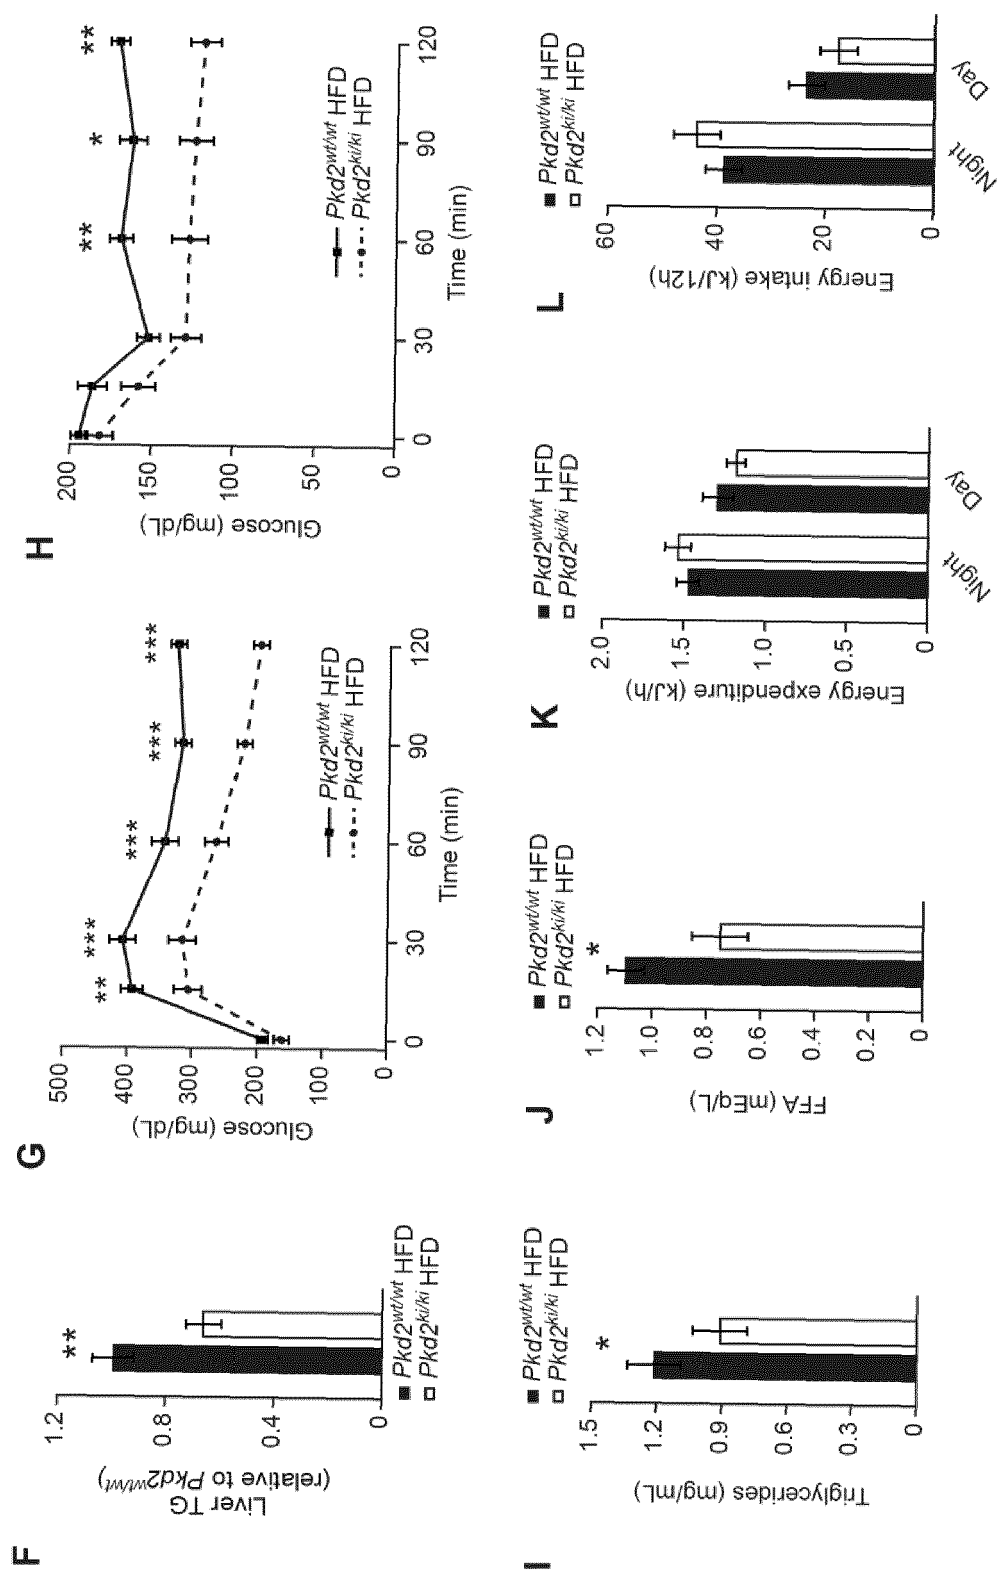 F
Liver TG
(relative to Pkd2wt/wt)
1.2
0.8
0.4
0
**
Pkd2wt/wt HFD
Pkd2ki/ki HFD
G
Glucose (mg/dL)
500
400
300
200
100
0
**
***
***
***
***
Pkd2wt/wt HFD
Pkd2ki/ki HFD
0
30
60
90
120
Time (min)
H
Glucose (mg/dL)
200
150
100
50
0
**
*
**
Pkd2wt/wt HFD
Pkd2ki/ki HFD
0
30
60
90
120
Time (min)
I
Pkd2wt/wt HFD
Pkd2ki/ki HFD
Triglycerides (mg/mL)
1.5
1.2
0.9
0.6
0.3
0
*
J
Pkd2wt/wt HFD
Pkd2ki/ki HFD
FFA (mEq/L)
1.2
1.0
0.8
0.6
0.4
0.2
0
*
K
Pkd2wt/wt HFD
Pkd2ki/ki HFD
Energy expenditure (kJ/h)
2.0
1.5
1.0
0.5
0
Night
Day
L
Pkd2wt/wt HFD
Pkd2ki/ki HFD
Energy intake (kJ/12h)
60
40
20
0
Night
Day